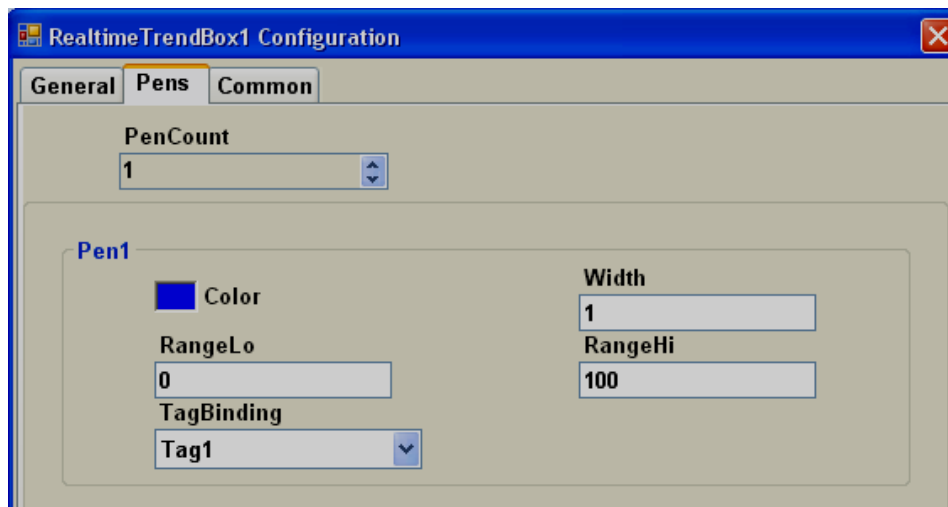 RealtimeTrendBox1 Configuration
General Pens Common
PenCount
1
Pen1
Color
Width
1
RangeLo
RangeHi
0
100
TagBinding
Tag1